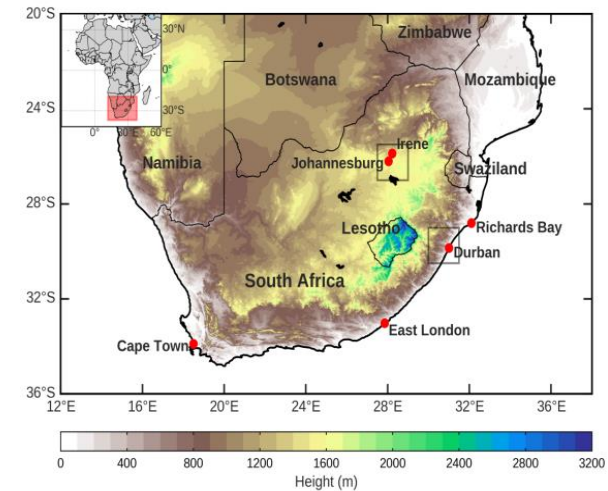 20°S
30°N
0°
30°S
0°
30°E
60°E
Zimbabwe
Botswana
Mozambique
24°S
Irene
Johannesburg
Namibia
Swaziland
28°S
Lesotho
Richards Bay
Durban
South Africa
32°S
East London
Cape Town
36°S
12°E 16°E 20°E 24°E 28°E 32°E 36°E
0 400 800 1200 1600 2000 2400 2800 3200
Height (m)